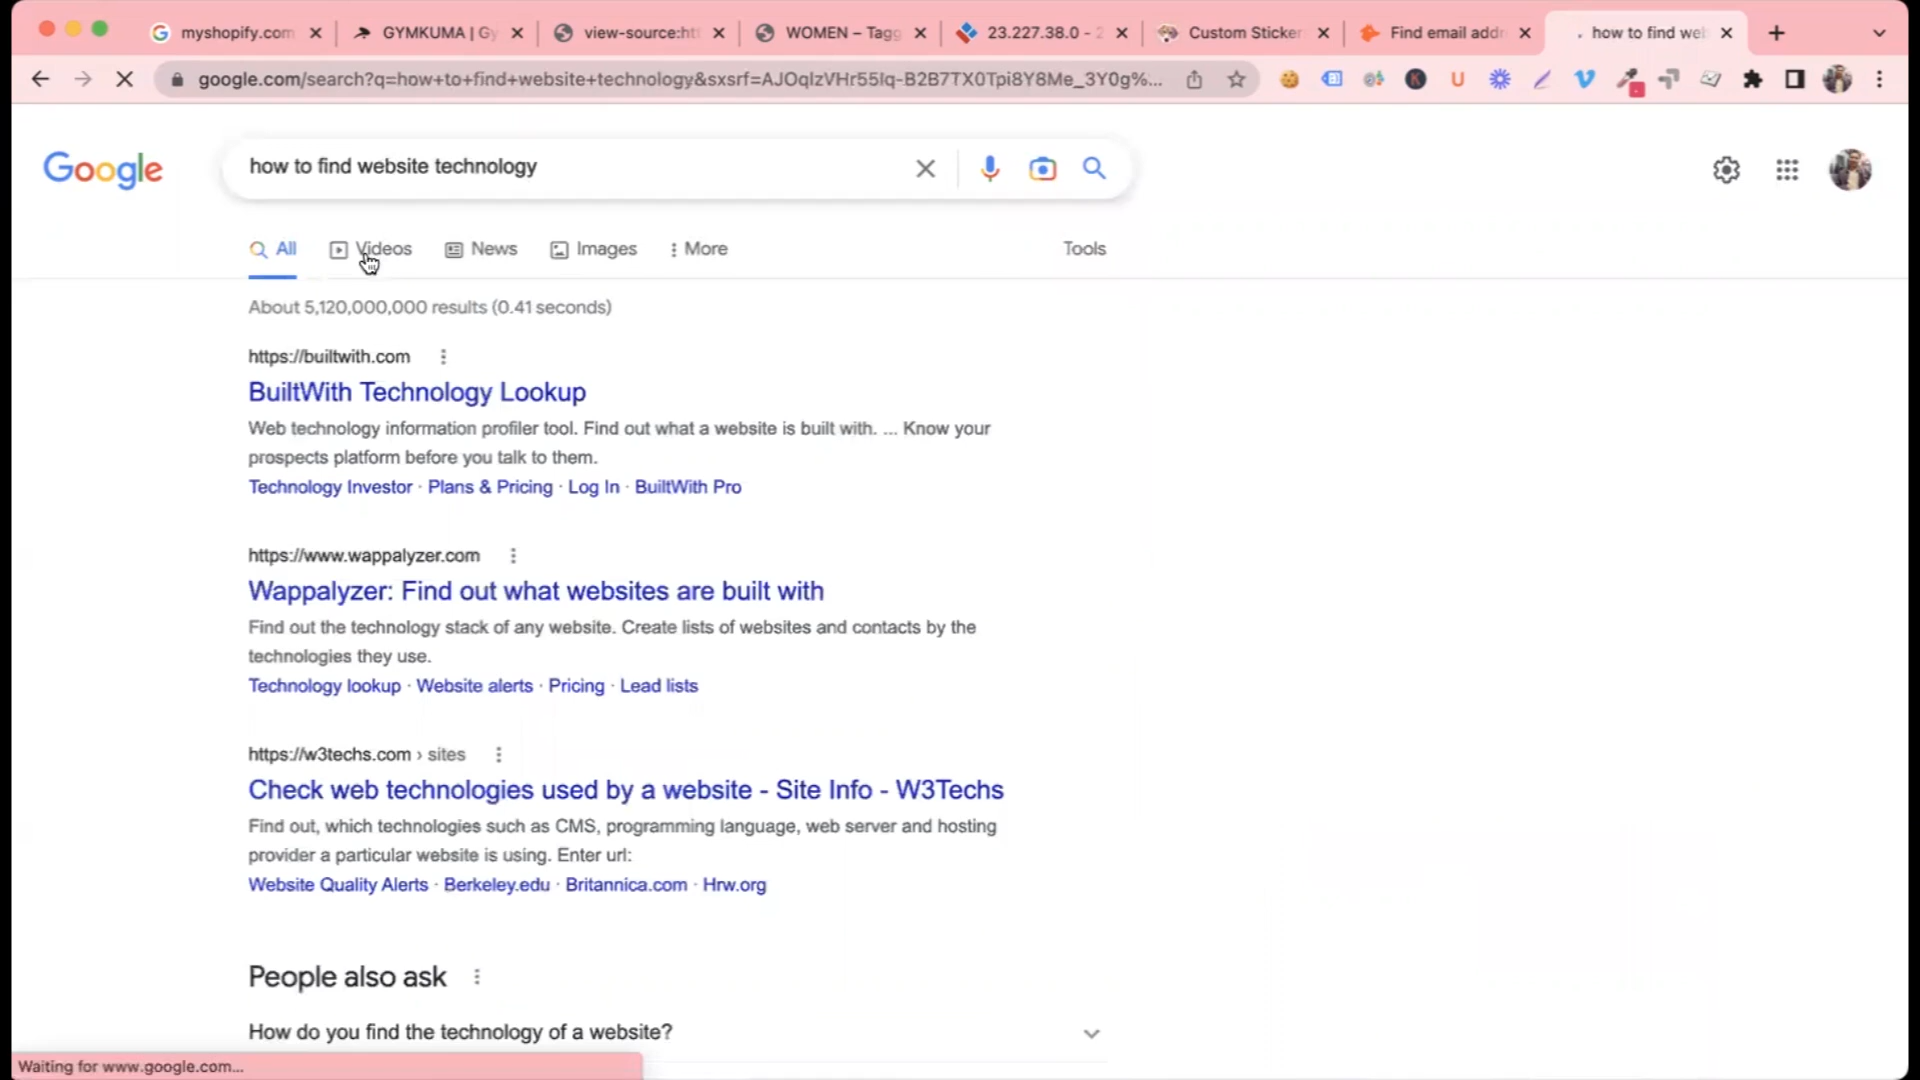 myshopify.com
GYMKUMA | Gy
view-source:ht
WOMEN – Tagg
23.227.38.0 - 2
Custom Sticker
Find email addr
how to find wel
google.com/search?q=how+to+find+website+technology&sxsrf=AJOqlzVHr55Iq-B2B7TX0Tpi8Y8Me_3Y0g%...
Google
how to find website technology
All
Videos
News
Images
More
Tools
About 5,120,000,000 results (0.41 seconds)
https://builtwith.com
BuiltWith Technology Lookup
Web technology information profiler tool. Find out what a website is built with. ... Know your
prospects platform before you talk to them.
Technology Investor · Plans & Pricing · Log In · BuiltWith Pro
https://www.wappalyzer.com
Wappalyzer: Find out what websites are built with
Find out the technology stack of any website. Create lists of websites and contacts by the
technologies they use.
Technology lookup · Website alerts · Pricing · Lead lists
https://w3techs.com › sites
Check web technologies used by a website - Site Info - W3Techs
Find out, which technologies such as CMS, programming language, web server and hosting
provider a particular website is using. Enter url:
Website Quality Alerts · Berkeley.edu · Britannica.com · Hrw.org
People also ask
How do you find the technology of a website?
Waiting for www.google.com...